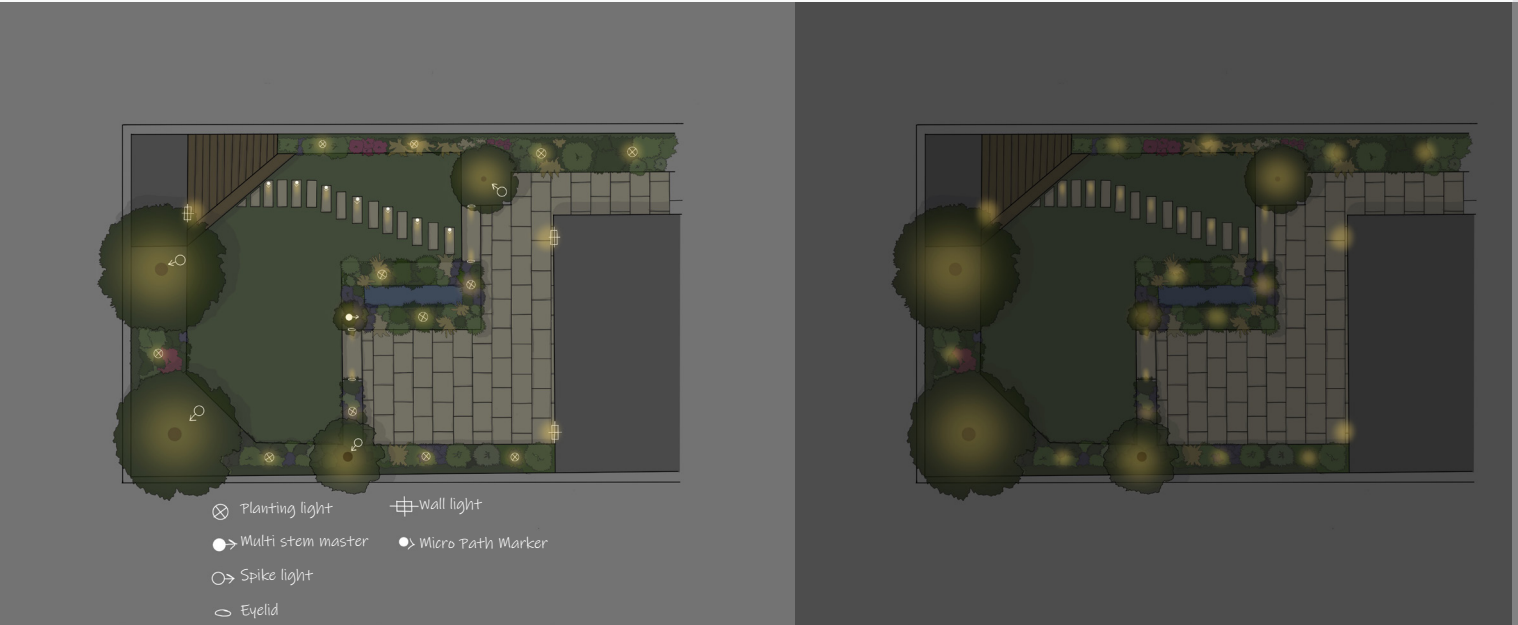 Planting light
Wall light
Multi stem master
Micro Path Marker
Spike light
Eyelid